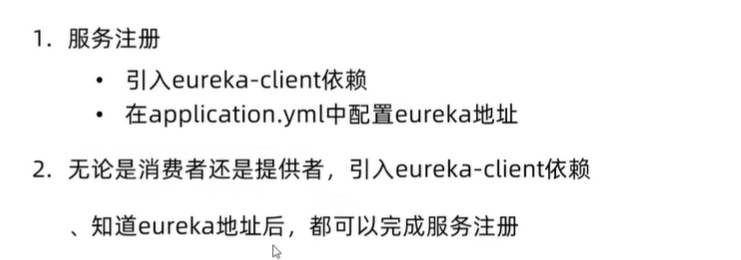 1. 服务注册
• 引入eureka-client依赖
• 在application.yml中配置eureka地址
2. 无论是消费者还是提供者，引入eureka-client依赖
、知道eureka地址后，都可以完成服务注册